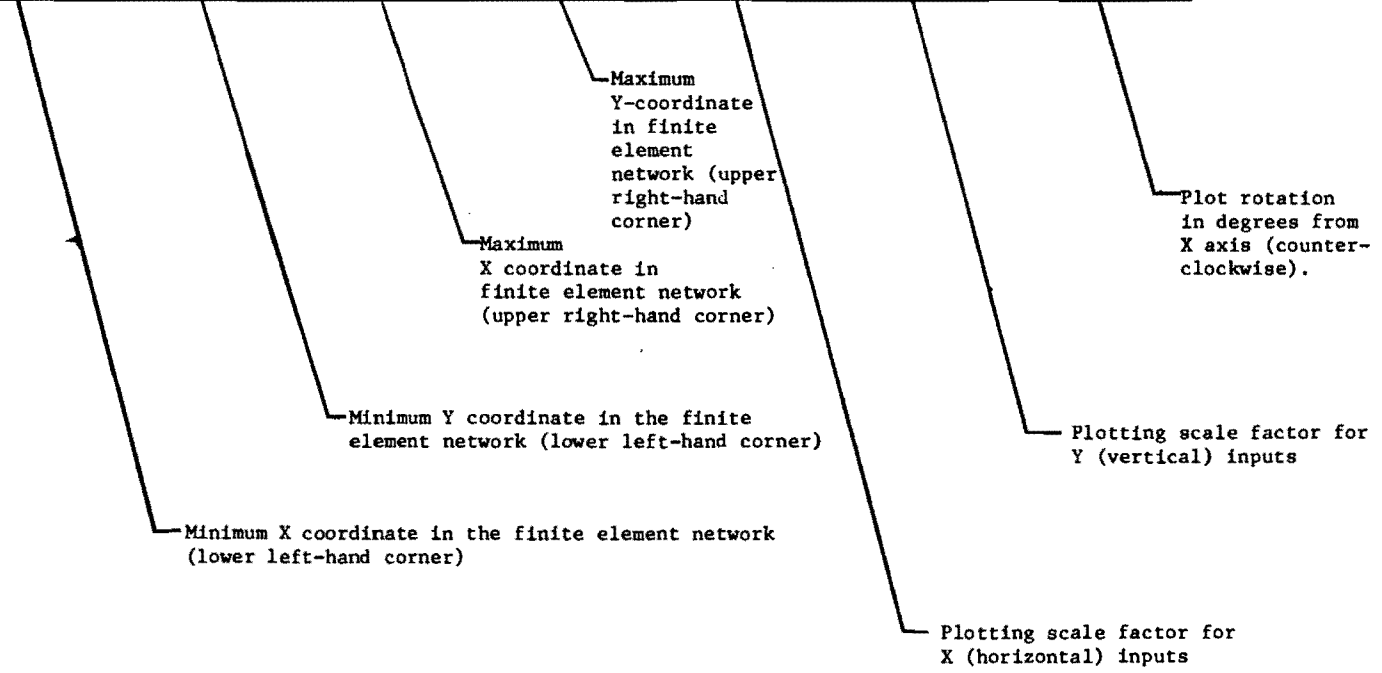 Maximum
Y-coordinate
in finite
element
network (upper
right-hand
corner)
Plot rotation
in degrees from
X axis (counter-
clockwise).
Maximum
X coordinate in
finite element network
(upper right-hand corner)
Minimum Y coordinate in the finite
element network (lower left-hand corner)
Plotting scale factor for
Y (vertical) inputs
Minimum X coordinate in the finite element network
(lower left-hand corner)
Plotting scale factor for
X (horizontal) inputs